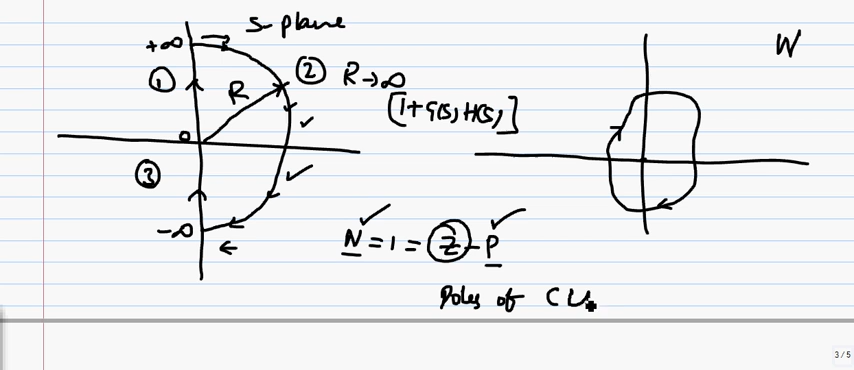 S-plane
+∞
① ② R→∞
R
[1+G(s)H(s)]
W
0
③
-∞
N = 1 = Z - P
Poles of CL
3 / 5